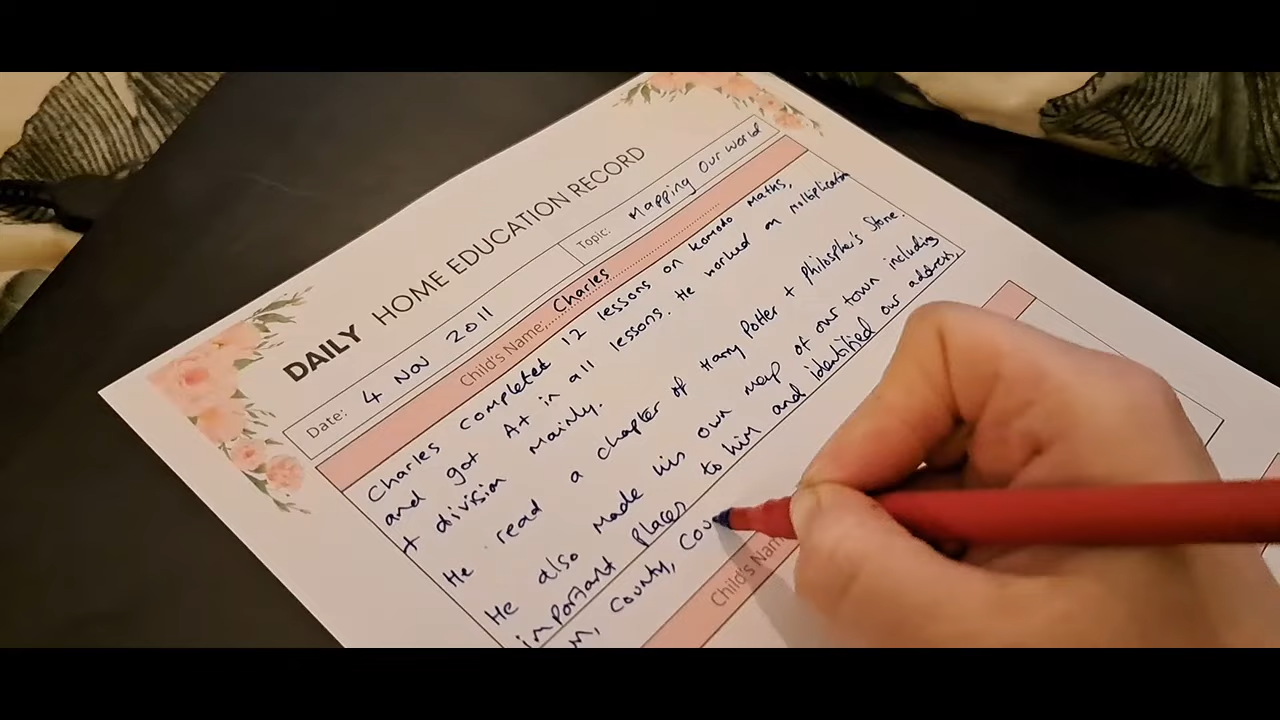 DAILY HOME EDUCATION RECORD
Date: 4 Nov 2011
Topic: Mapping Our World
Child's Name: Charles
Charles completed 12 lessons on Komodo Maths,
and got A+ in all lessons. He worked on multiplication
+ division mainly.
He read a chapter of Harry Potter + Philospher's Stone.
He also made his own map of our town including
important places to him and identified our address,
County, Cou
Child's Nam